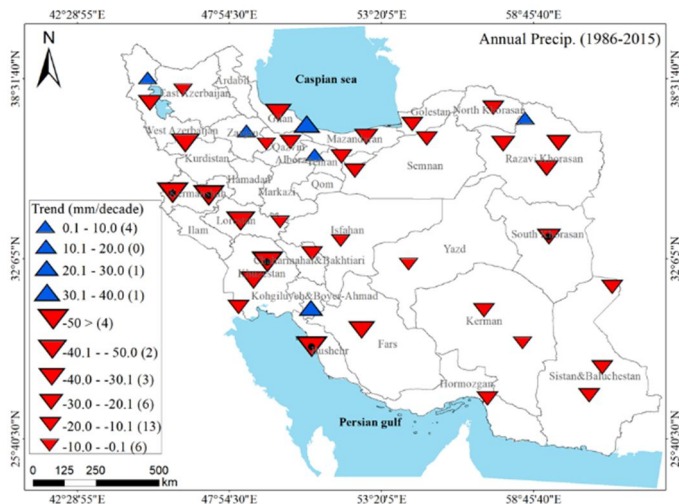 42°28'55"E 47°54'30"E 53°20'5"E 58°45'40"E
N
Annual Precip. (1986-2015)
38°31'40"N
38°31'40"N
Ardabil
Caspian sea
East Azerbaijan
Golestan
North Khorasan
Gilan
West Azerbaijan
Mazandaran
Qazvin
Razavi Khorasan
Kurdistan
Tehran
Semnan
Hamadan
Qom
Markazi
Ilam
Isfahan
South Khorasan
Yazd
32°6'5"N
32°6'5"N
Trend (mm/decade)
0.1 - 10.0 (4)
10.1 - 20.0 (0)
20.1 - 30.0 (1)
30.1 - 40.0 (1)
-50 > (4)
-40.1 - -50.0 (2)
-40.0 - -30.1 (3)
-30.0 - -20.1 (6)
-20.0 - -10.1 (13)
-10.0 - -0.1 (6)
Kohgiluyeh&Boyer-Ahmad
Kerman
Fars
Bushehr
Sistan&Baluchestan
Hormozgan
Persian gulf
25°40'30"N
25°40'30"N
0 125 250 500
km
42°28'55"E 47°54'30"E 53°20'5"E 58°45'40"E